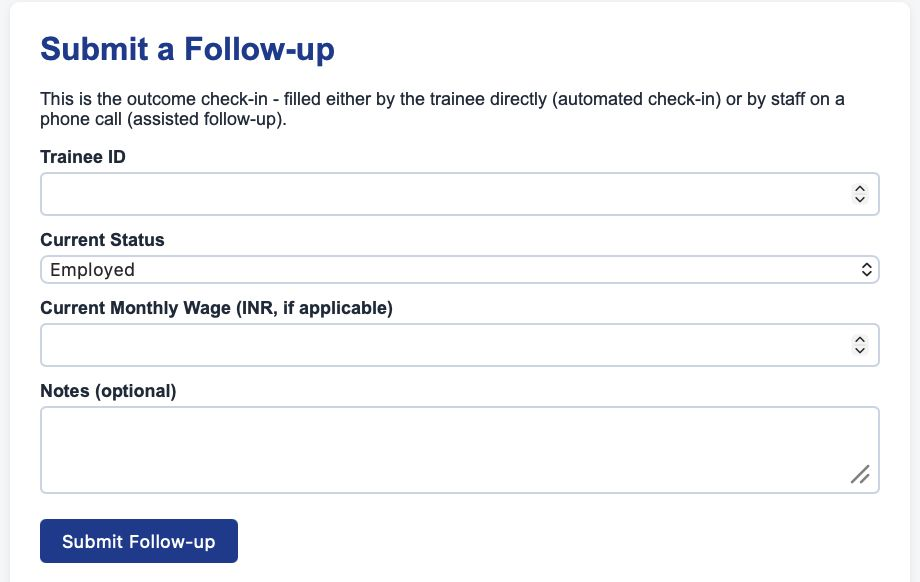 Submit a Follow-up
This is the outcome check-in - filled either by the trainee directly (automated check-in) or by staff on a
phone call (assisted follow-up).
Trainee ID
Current Status
Employed
Current Monthly Wage (INR, if applicable)
Notes (optional)
Submit Follow-up